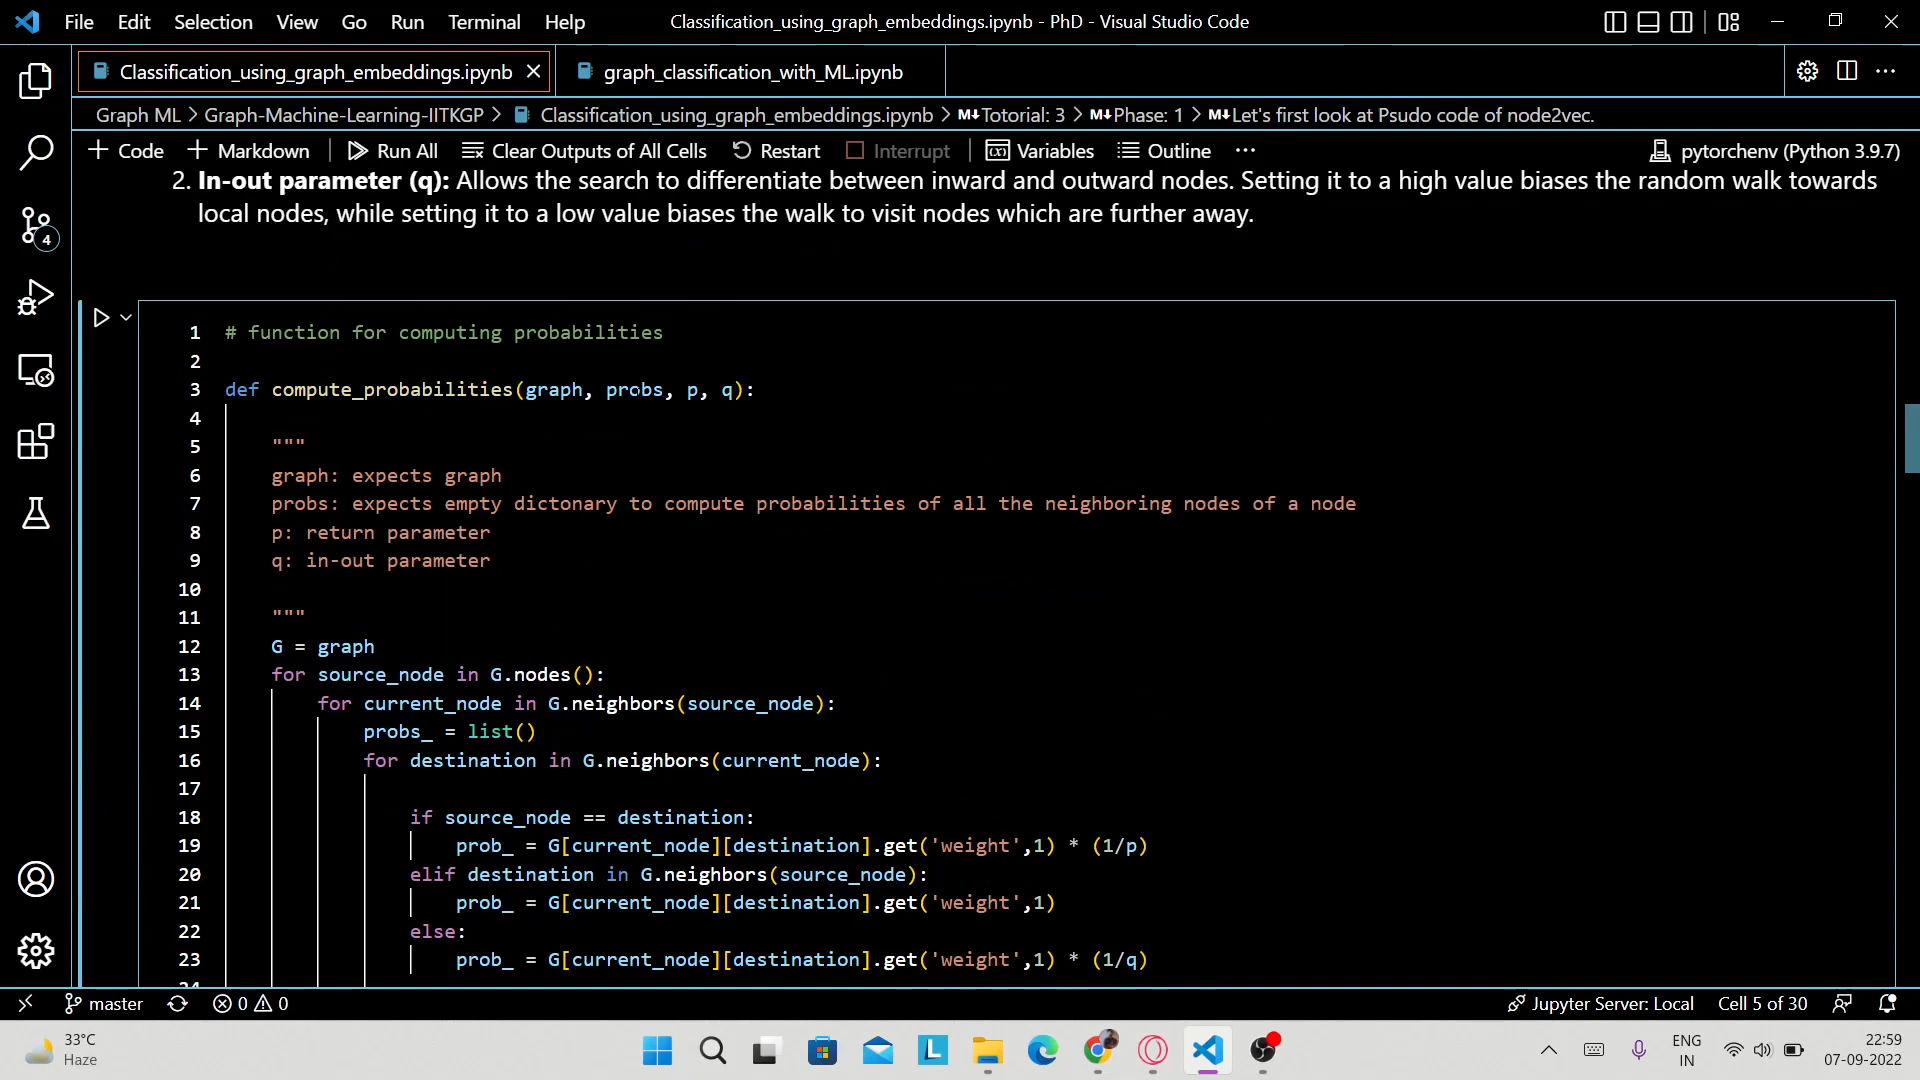 File Edit Selection View Go Run Terminal Help Classification_using_graph_embeddings.ipynb - PhD - Visual Studio Code
Classification_using_graph_embeddings.ipynb graph_classification_with_ML.ipynb
Graph ML > Graph-Machine-Learning-IITKGP > Classification_using_graph_embeddings.ipynb > M↓Tutorial: 3 > M↓Phase: 1 > M↓Let's first look at Psudo code of node2vec.
+ Code + Markdown Run All Clear Outputs of All Cells Restart Interrupt Variables Outline ... pytorchenv (Python 3.9.7)
2. In-out parameter (q): Allows the search to differentiate between inward and outward nodes. Setting it to a high value biases the random walk towards
local nodes, while setting it to a low value biases the walk to visit nodes which are further away.
4
1 # function for computing probabilities
2
3 def compute_probabilities(graph, probs, p, q):
4
5 """
6 graph: expects graph
7 probs: expects empty dictonary to compute probabilities of all the neighboring nodes of a node
8 p: return parameter
9 q: in-out parameter
10
11 """
12 G = graph
13 for source_node in G.nodes():
14 for current_node in G.neighbors(source_node):
15 probs_ = list()
16 for destination in G.neighbors(current_node):
17
18 if source_node == destination:
19 prob_ = G[current_node][destination].get('weight',1) * (1/p)
20 elif destination in G.neighbors(source_node):
21 prob_ = G[current_node][destination].get('weight',1)
22 else:
23 prob_ = G[current_node][destination].get('weight',1) * (1/q)
master 0 0 Jupyter Server: Local Cell 5 of 30
33°C
Haze
L
ENG
IN
22:59
07-09-2022